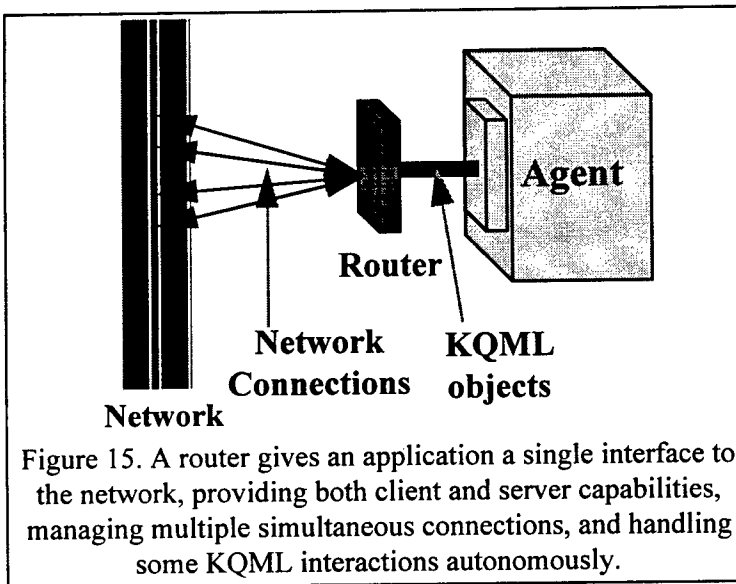 Agent
Router
Network
Connections
KQML
objects
Network
Figure 15. A router gives an application a single interface to
the network, providing both client and server capabilities,
managing multiple simultaneous connections, and handling
some KQML interactions autonomously.